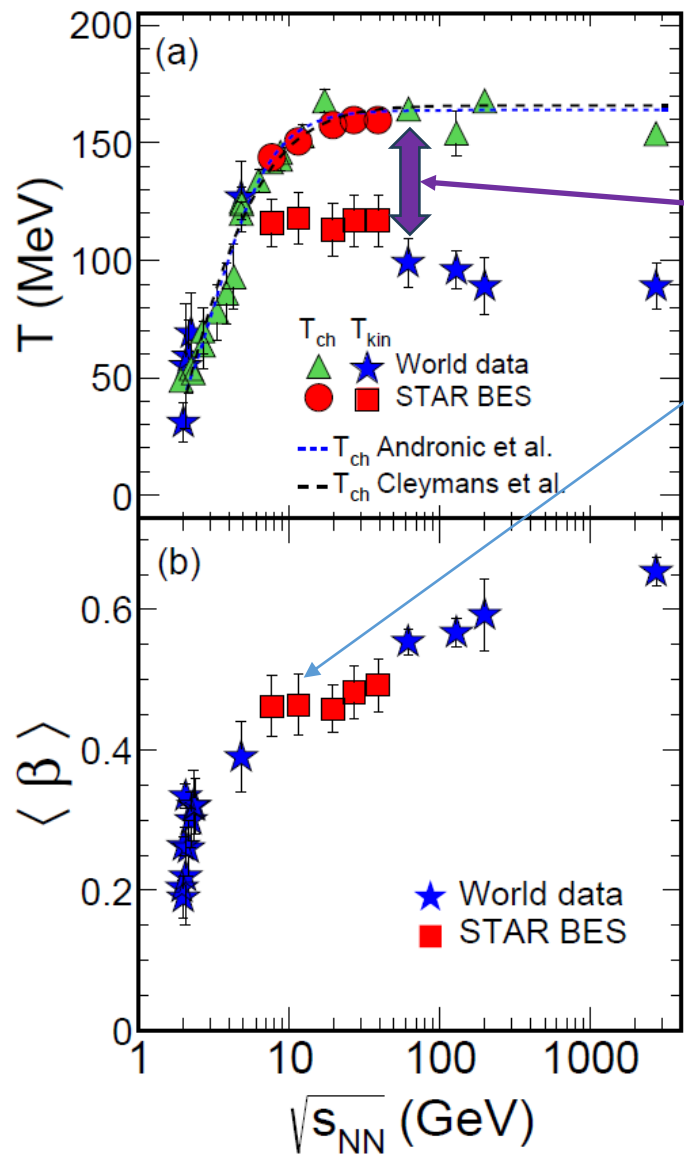 (a)
200
150
100
50
0
T (MeV)
T_ch T_kin
World data
STAR BES
T_ch Andronic et al.
T_ch Cleymans et al.
(b)
0.6
0.4
0.2
0
⟨ β ⟩
World data
STAR BES
1 10 100 1000
√s_NN (GeV)